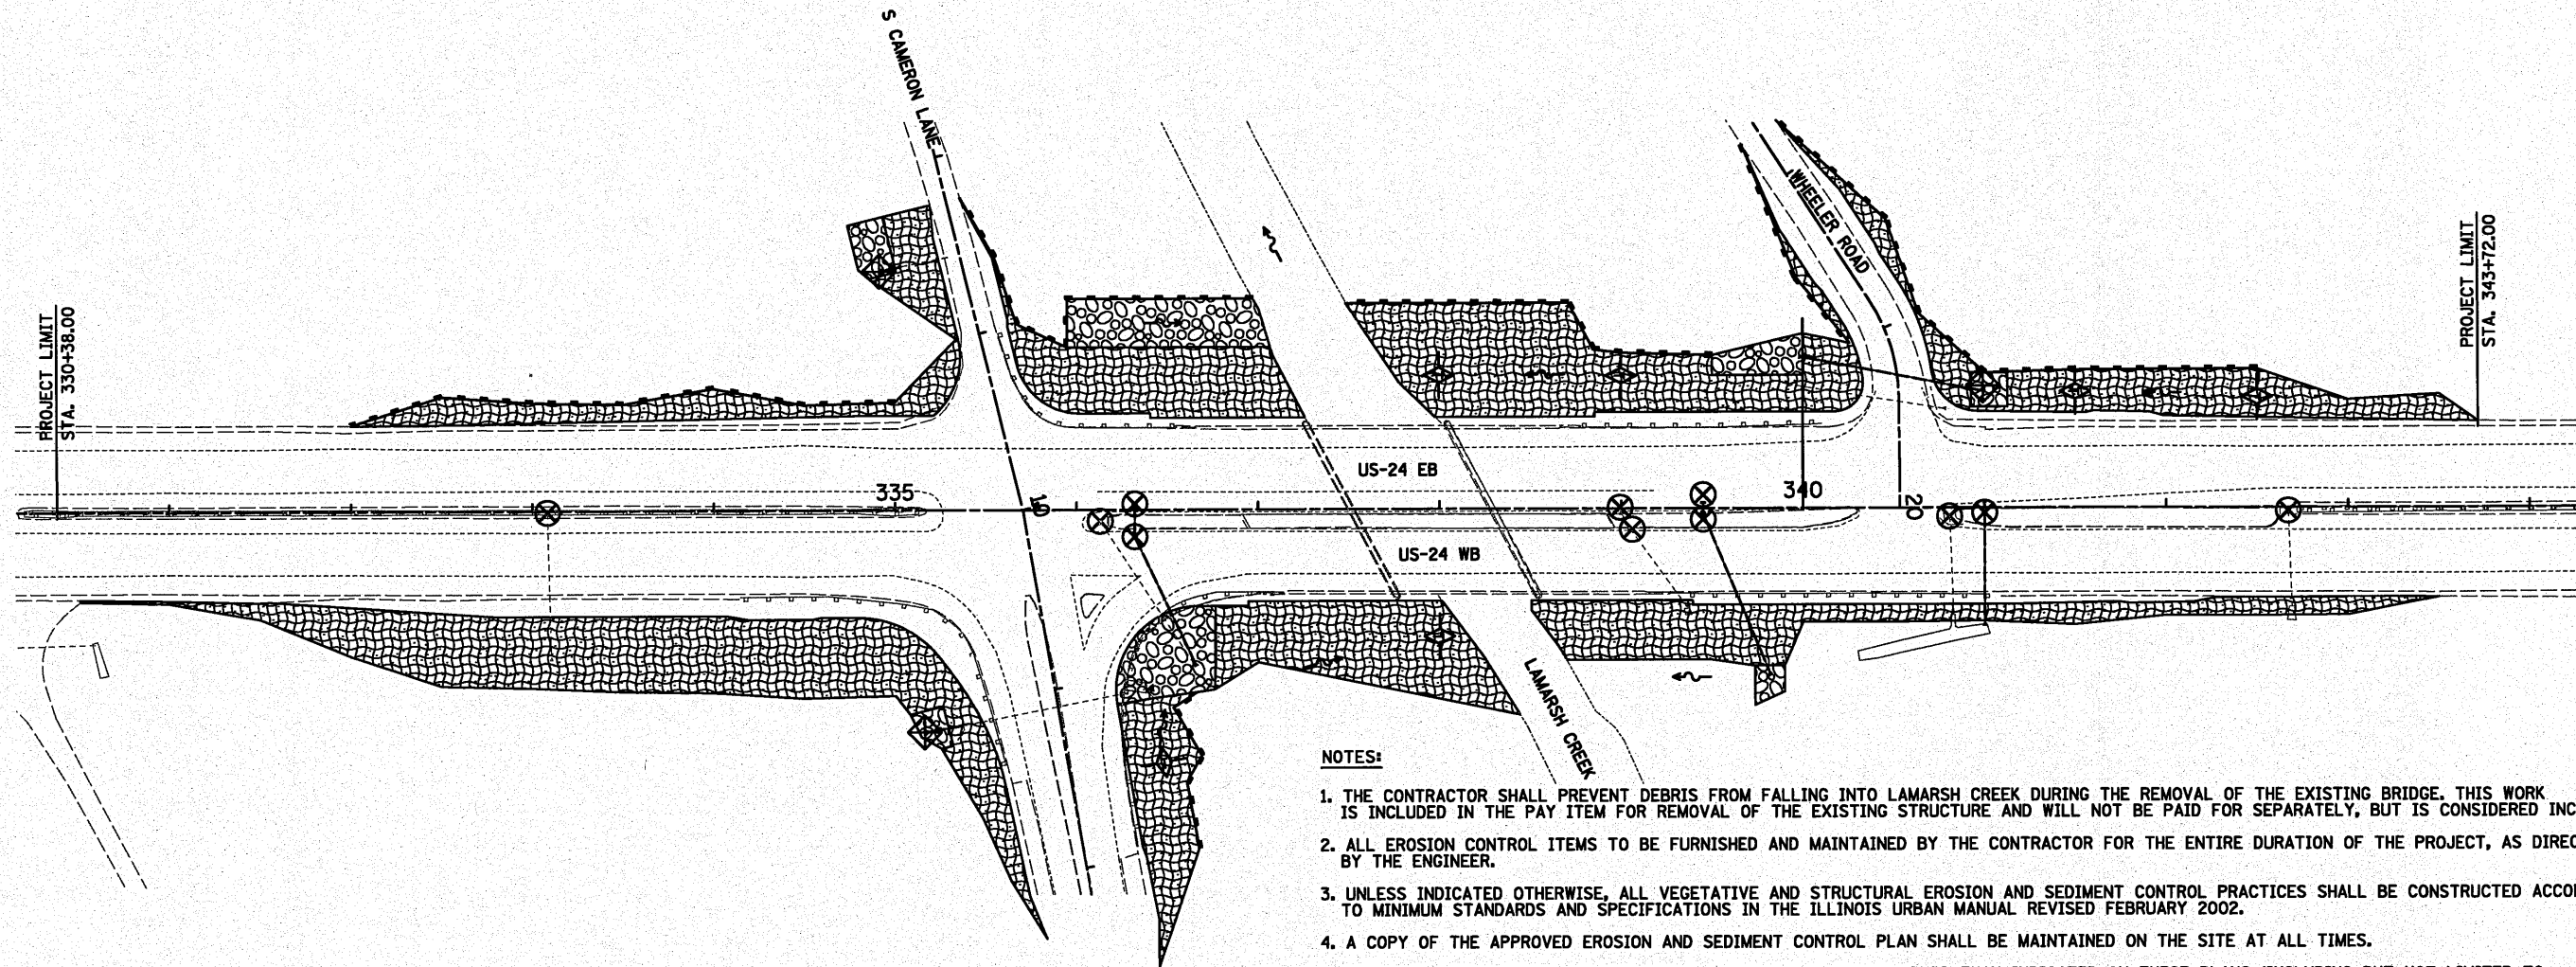 S CAMERON LANE
WHEELER ROAD
PROJECT LIMIT
STA. 330+38.00
PROJECT LIMIT
STA. 343+72.00
US-24 EB
335
10
340
20
US-24 WB
LAMARSH CREEK
NOTES:
1. THE CONTRACTOR SHALL PREVENT DEBRIS FROM FALLING INTO LAMARSH CREEK DURING THE REMOVAL OF THE EXISTING BRIDGE. THIS WORK
IS INCLUDED IN THE PAY ITEM FOR REMOVAL OF THE EXISTING STRUCTURE AND WILL NOT BE PAID FOR SEPARATELY, BUT IS CONSIDERED INC
2. ALL EROSION CONTROL ITEMS TO BE FURNISHED AND MAINTAINED BY THE CONTRACTOR FOR THE ENTIRE DURATION OF THE PROJECT, AS DIREC
BY THE ENGINEER.
3. UNLESS INDICATED OTHERWISE, ALL VEGETATIVE AND STRUCTURAL EROSION AND SEDIMENT CONTROL PRACTICES SHALL BE CONSTRUCTED ACCO
TO MINIMUM STANDARDS AND SPECIFICATIONS IN THE ILLINOIS URBAN MANUAL REVISED FEBRUARY 2002.
4. A COPY OF THE APPROVED EROSION AND SEDIMENT CONTROL PLAN SHALL BE MAINTAINED ON THE SITE AT ALL TIMES.